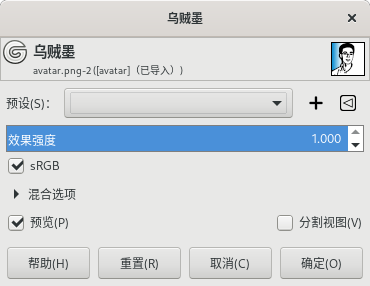 乌贼墨
乌贼墨
avatar.png-2 ([avatar]（已导入）)
预设(S)：
效果强度 1.000
sRGB
混合选项
预览(P) 分割视图(V)
帮助(H) 重置(R) 取消(C) 确定(O)